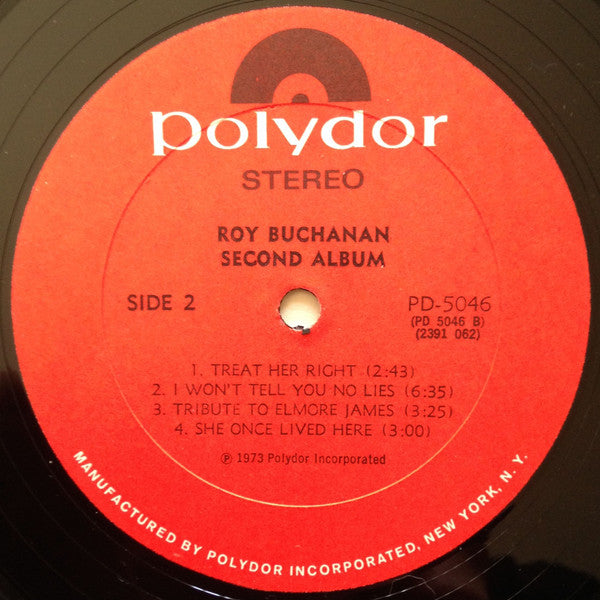 polydor
STEREO
ROY BUCHANAN
SECOND ALBUM
SIDE 2
PD-5046
(PD 5046 B)
(2391 062)
1. TREAT HER RIGHT (2:43)
2. I WON'T TELL YOU NO LIES (6:35)
3. TRIBUTE TO ELMORE JAMES (3:25)
4. SHE ONCE LIVED HERE (3:00)
℗ 1973 Polydor Incorporated
MANUFACTURED BY POLYDOR INCORPORATED, NEW YORK, N.Y.